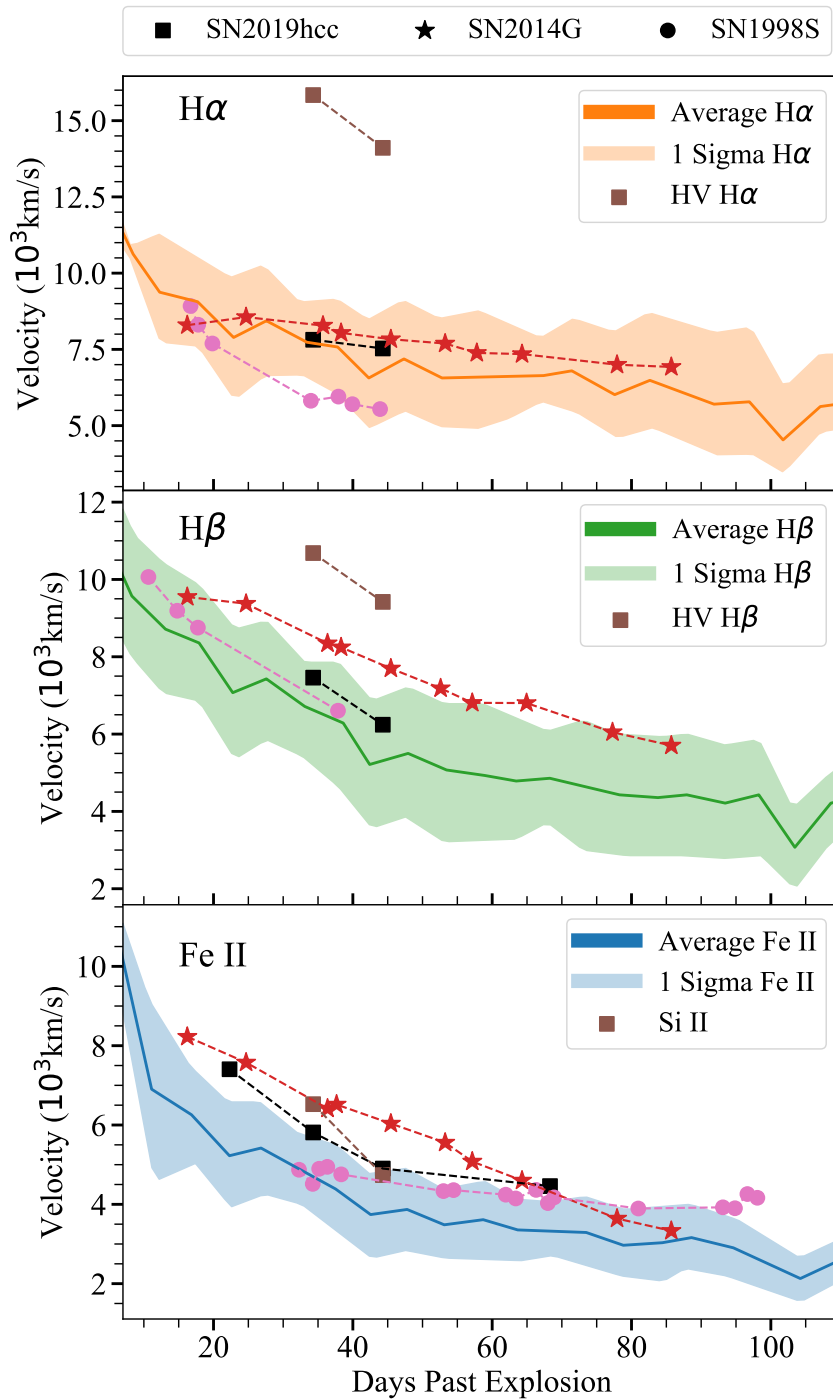 SN2019hcc SN2014G SN1998S
Hα
Average Hα
1 Sigma Hα
HV Hα
15.0
12.5
10.0
7.5
5.0
Velocity (10³km/s)
Hβ
Average Hβ
1 Sigma Hβ
HV Hβ
12
10
8
6
4
2
Velocity (10³km/s)
Fe II
Average Fe II
1 Sigma Fe II
Si II
10
8
6
4
2
Velocity (10³km/s)
20 40 60 80 100
Days Past Explosion